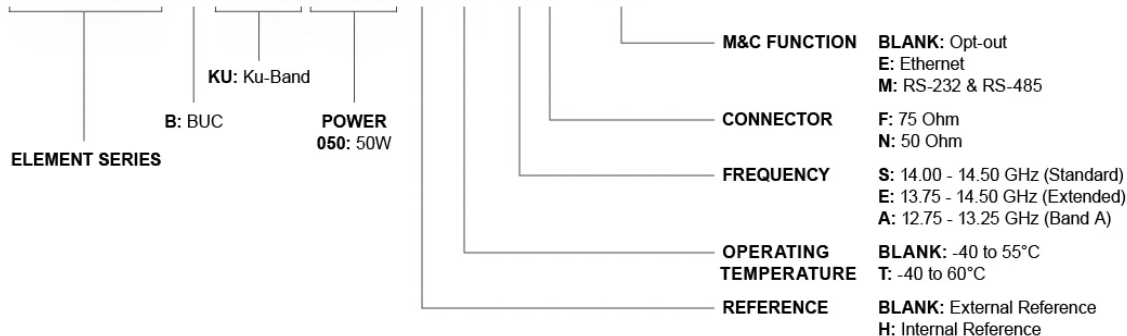 M&C FUNCTION BLANK: Opt-out
E: Ethernet
M: RS-232 & RS-485
KU: Ku-Band
B: BUC
POWER
050: 50W
CONNECTOR F: 75 Ohm
N: 50 Ohm
ELEMENT SERIES
FREQUENCY S: 14.00 - 14.50 GHz (Standard)
E: 13.75 - 14.50 GHz (Extended)
A: 12.75 - 13.25 GHz (Band A)
OPERATING TEMPERATURE BLANK: -40 to 55°C
T: -40 to 60°C
REFERENCE BLANK: External Reference
H: Internal Reference